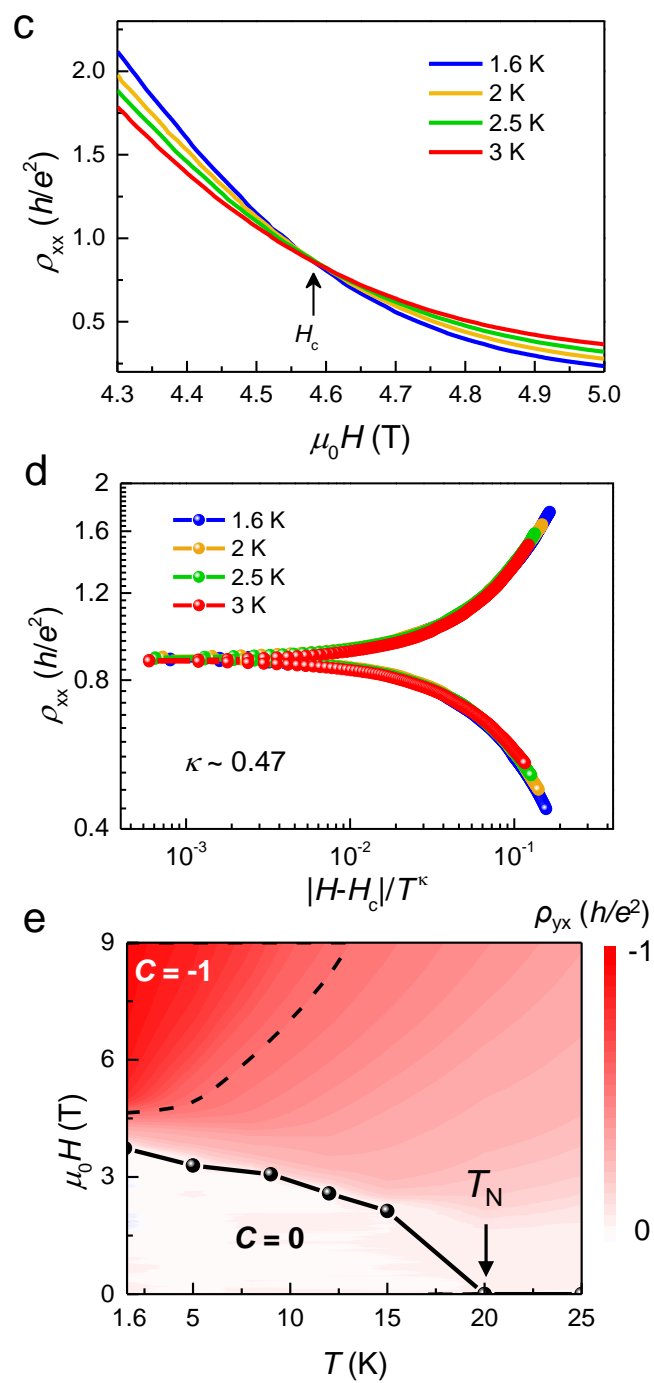 c
2.0
1.5
1.0
0.5
ρxx (h/e²)
1.6 K
2 K
2.5 K
3 K
Hc
4.3 4.4 4.5 4.6 4.7 4.8 4.9 5.0
μ0H (T)
d
2
1.6
1.2
0.8
0.4
ρxx (h/e²)
1.6 K
2 K
2.5 K
3 K
κ ~ 0.47
10⁻³ 10⁻² 10⁻¹
|H-Hc|/Tᵏ
e
ρyx (h/e²)
-1
0
9
6
3
0
μ0H (T)
C = -1
C = 0
TN
1.6 5 10 15 20 25
T (K)